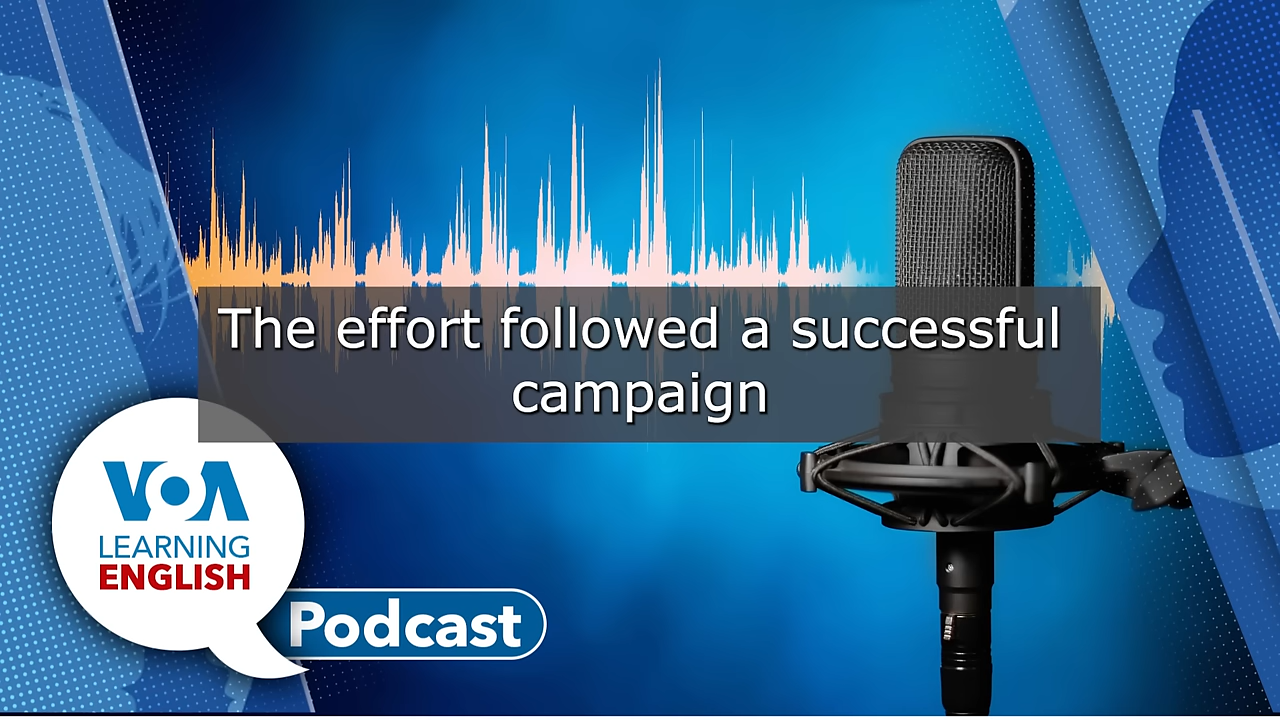 The effort followed a successful
campaign
VOA
LEARNING
ENGLISH
Podcast